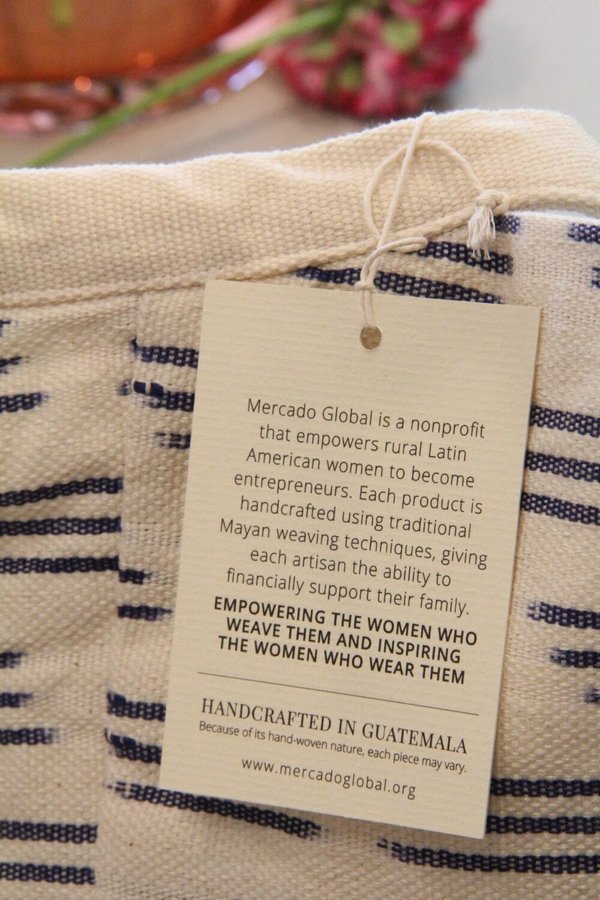 Mercado Global is a nonprofit
that empowers rural Latin
American women to become
entrepreneurs. Each product is
handcrafted using traditional
Mayan weaving techniques, giving
each artisan the ability to
financially support their family.
EMPOWERING THE WOMEN WHO
WEAVE THEM AND INSPIRING
THE WOMEN WHO WEAR THEM
HANDCRAFTED IN GUATEMALA
Because of its hand-woven nature, each piece may vary.
www.mercadoglobal.org